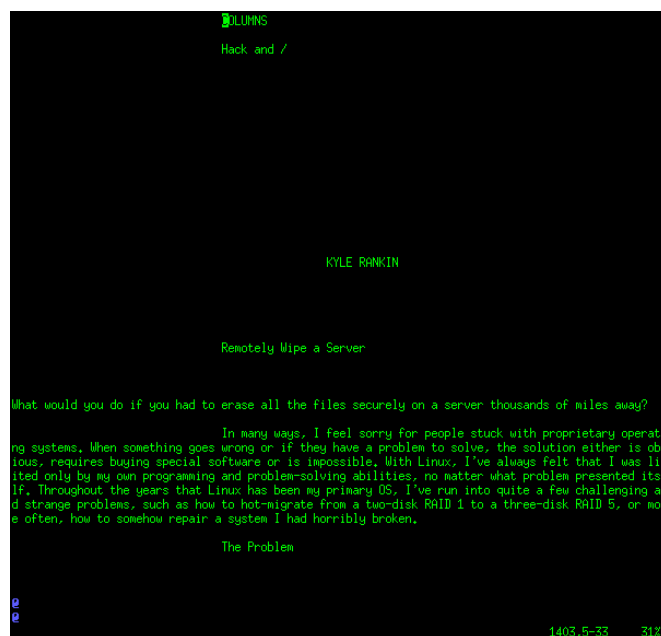 COLUMNS
Hack and /
KYLE RANKIN
Remotely Wipe a Server
What would you do if you had to erase all the files securely on a server thousands of miles away?
In many ways, I feel sorry for people stuck with proprietary operat
ng systems. When something goes wrong or if they have a problem to solve, the solution either is ob
ious, requires buying special software or is impossible. With Linux, I've always felt that I was li
ited only by my own programming and problem-solving abilities, no matter what problem presented its
lf. Throughout the years that Linux has been my primary OS, I've run into quite a few challenging a
d strange problems, such as how to hot-migrate from a two-disk RAID 1 to a three-disk RAID 5, or mo
e often, how to somehow repair a system I had horribly broken.
The Problem
@
@
1403,5-33 31%